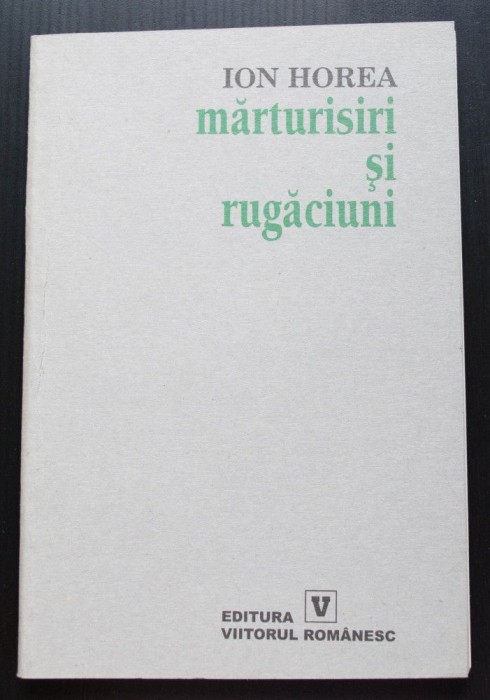 ION HOREA
mărturisiri
şi
rugăciuni
EDITURA V
VIITORUL ROMÂNESC